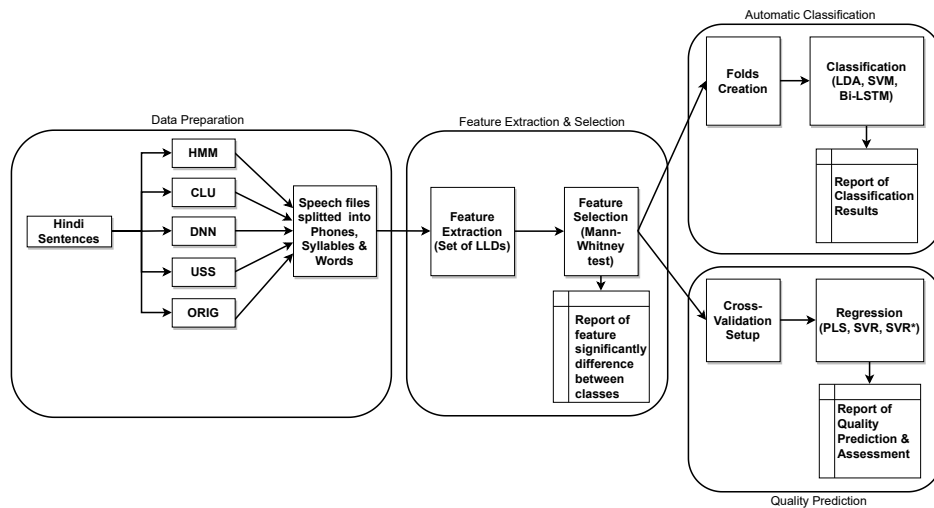 Data Preparation
Hindi
Sentences
HMM
CLU
DNN
USS
ORIG
Speech files
splitted into
Phones,
Syllables &
Words
Feature Extraction & Selection
Feature
Extraction
(Set of LLDs)
Feature
Selection
(Mann-
Whitney
test)
Report of
feature
significantly
difference
between
classes
Automatic Classification
Folds
Creation
Classification
(LDA, SVM,
Bi-LSTM)
Report of
Classification
Results
Cross-
Validation
Setup
Regression
(PLS, SVR, SVR*)
Report of
Quality
Prediction &
Assessment
Quality Prediction